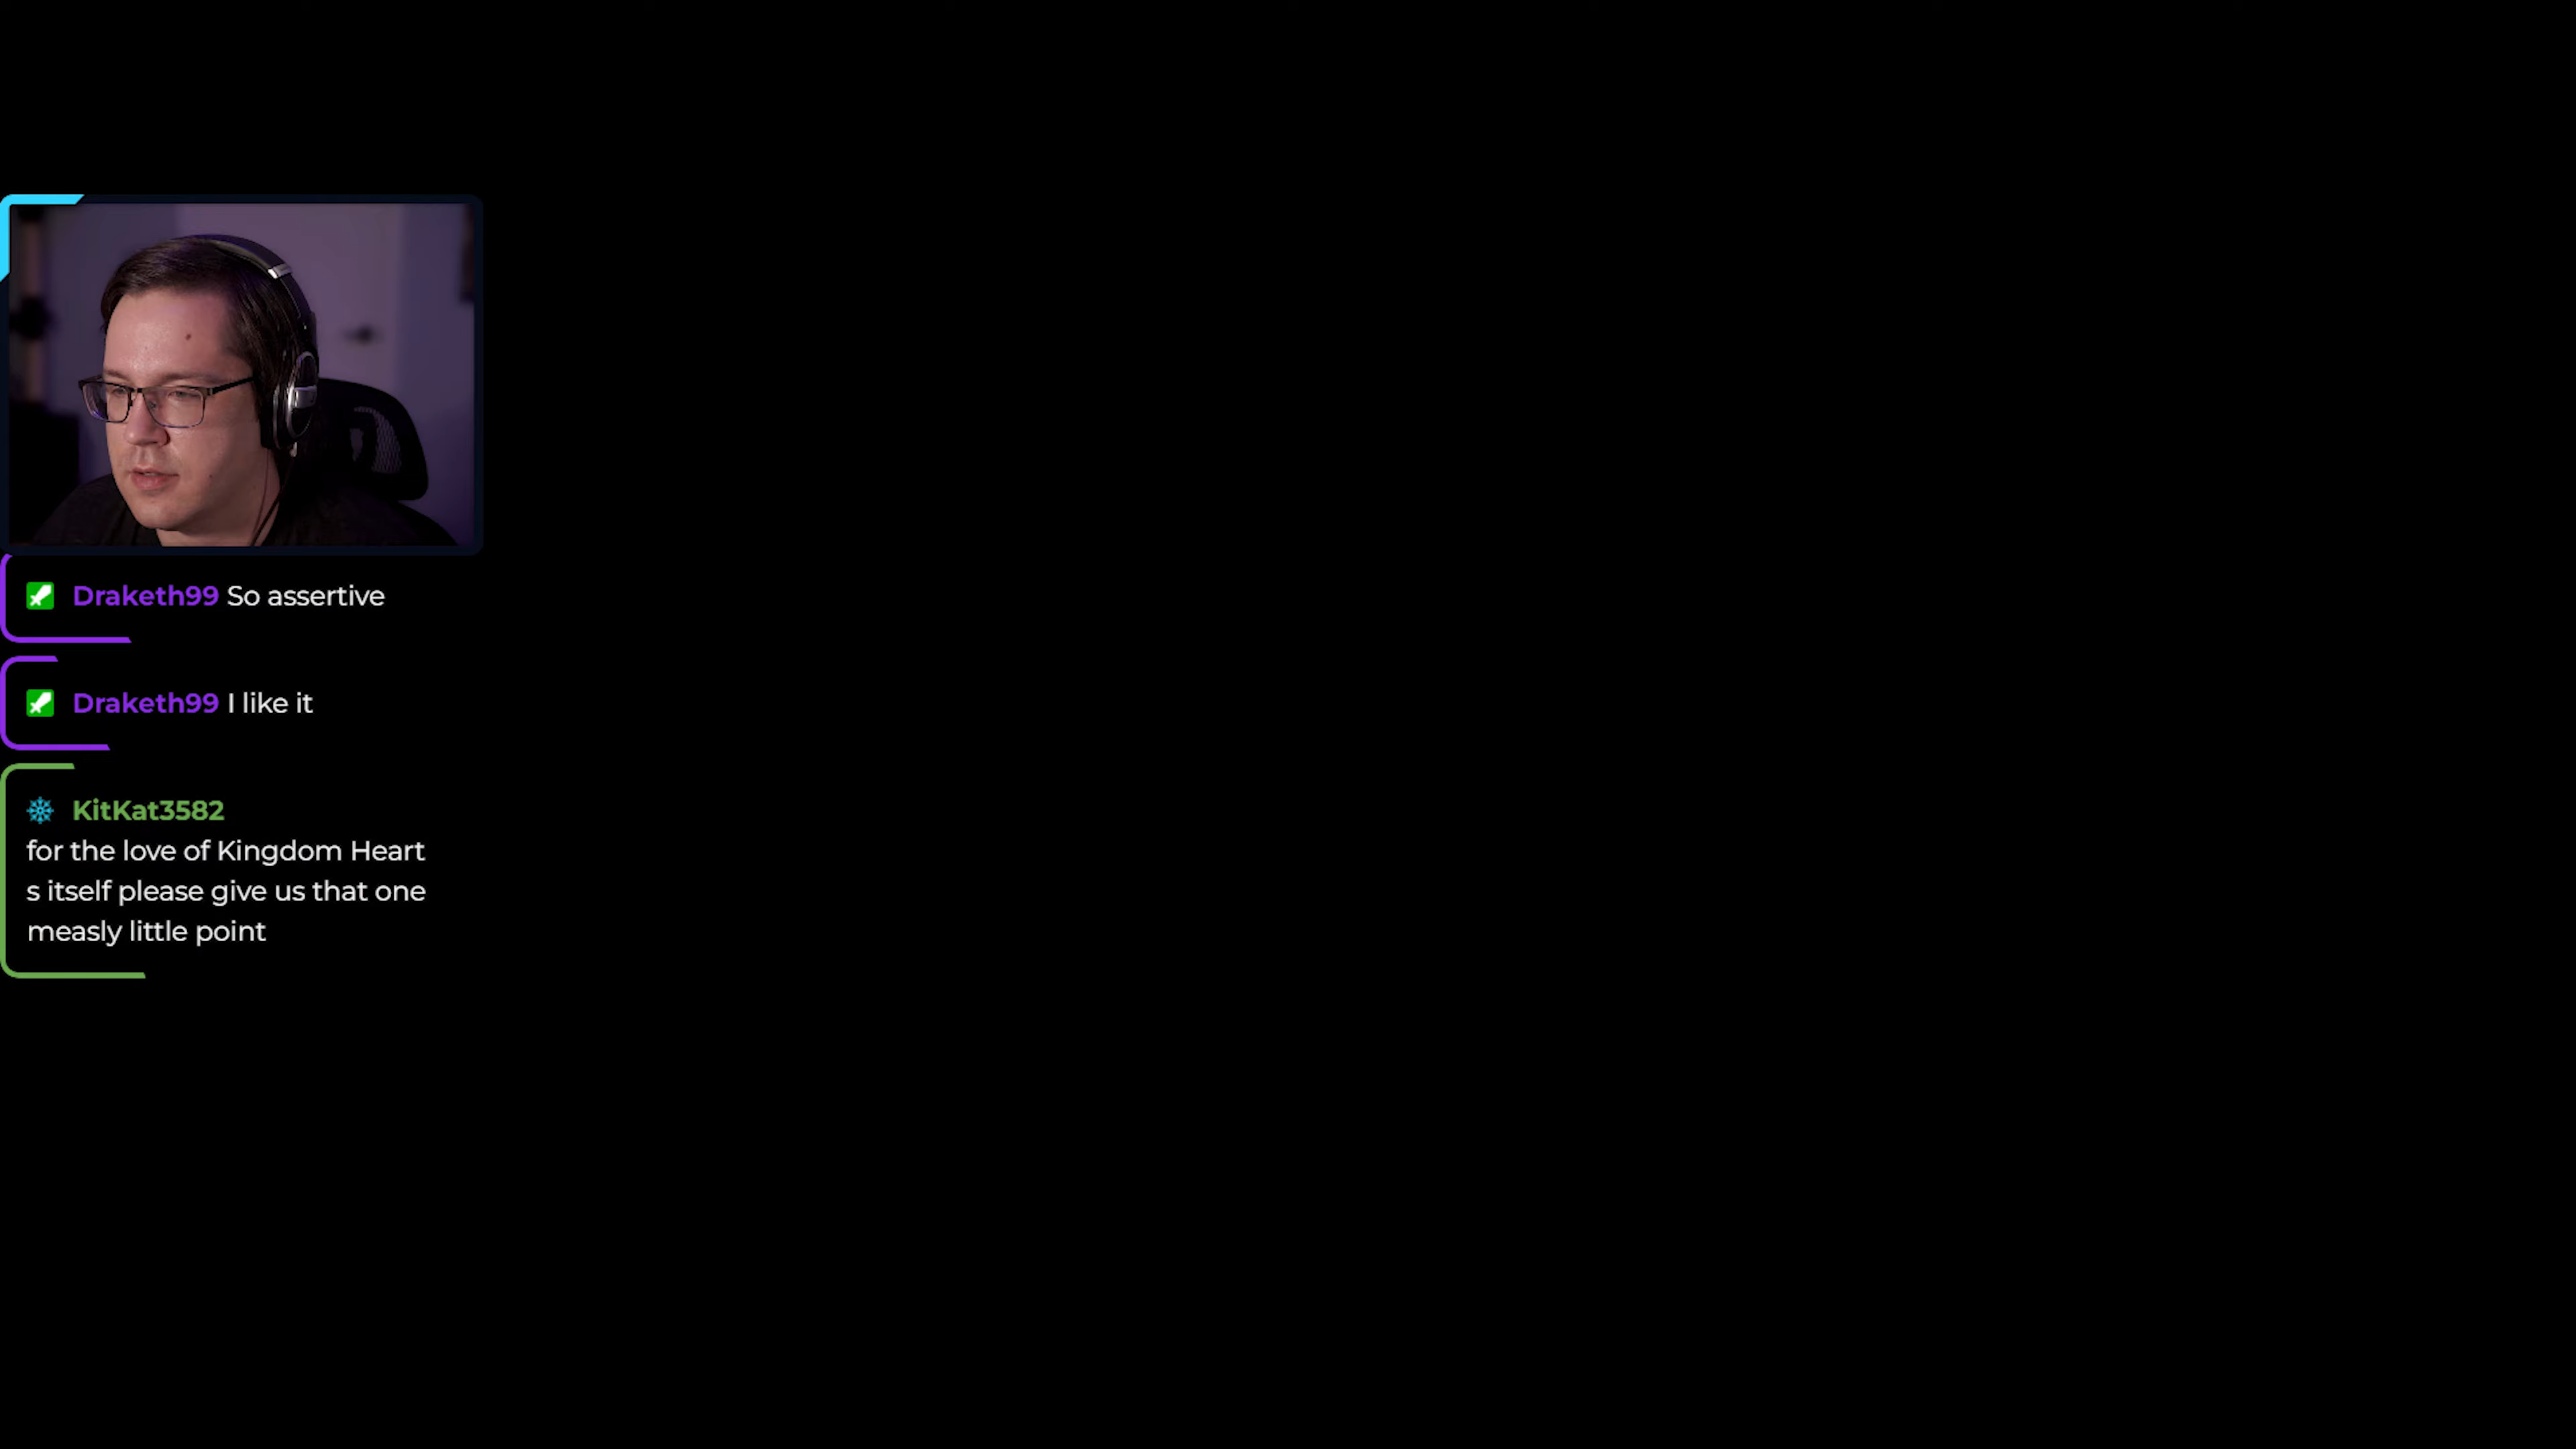 Draketh99 So assertive
Draketh99 I like it
KitKat3582
for the love of Kingdom Heart
s itself please give us that one
measly little point